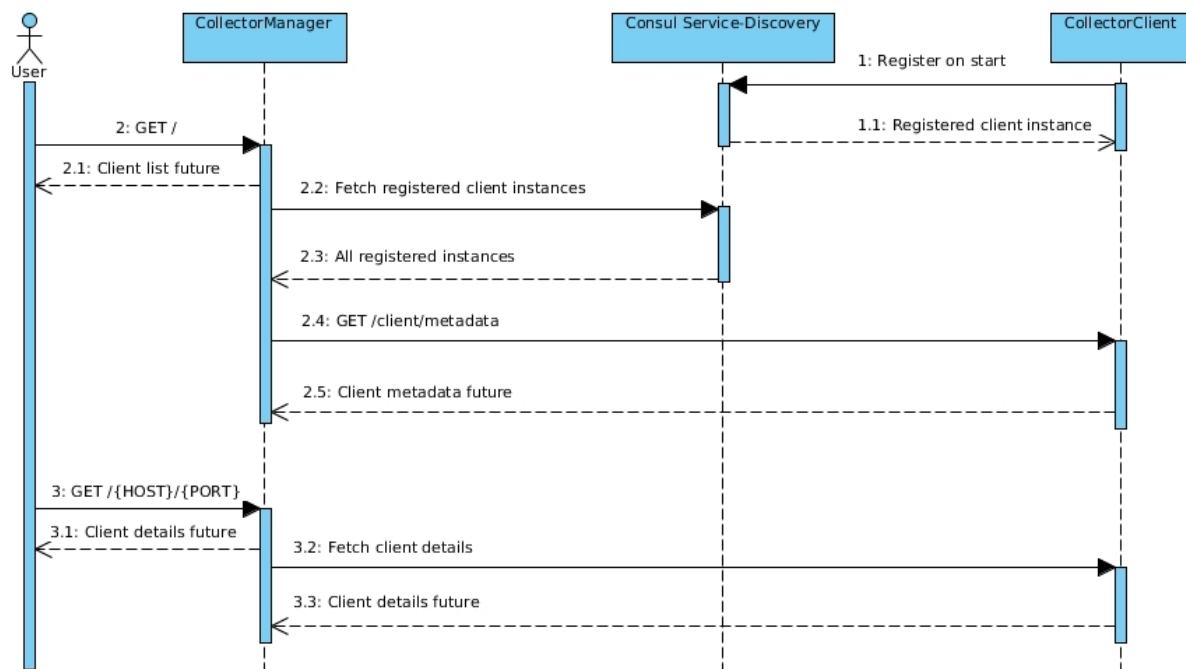 CollectorManager
Consul Service-Discovery
CollectorClient
User
1: Register on start
1.1: Registered client instance
2: GET /
2.1: Client list future
2.2: Fetch registered client instances
2.3: All registered instances
2.4: GET /client/metadata
2.5: Client metadata future
3: GET /{HOST}/{PORT}
3.1: Client details future
3.2: Fetch client details
3.3: Client details future